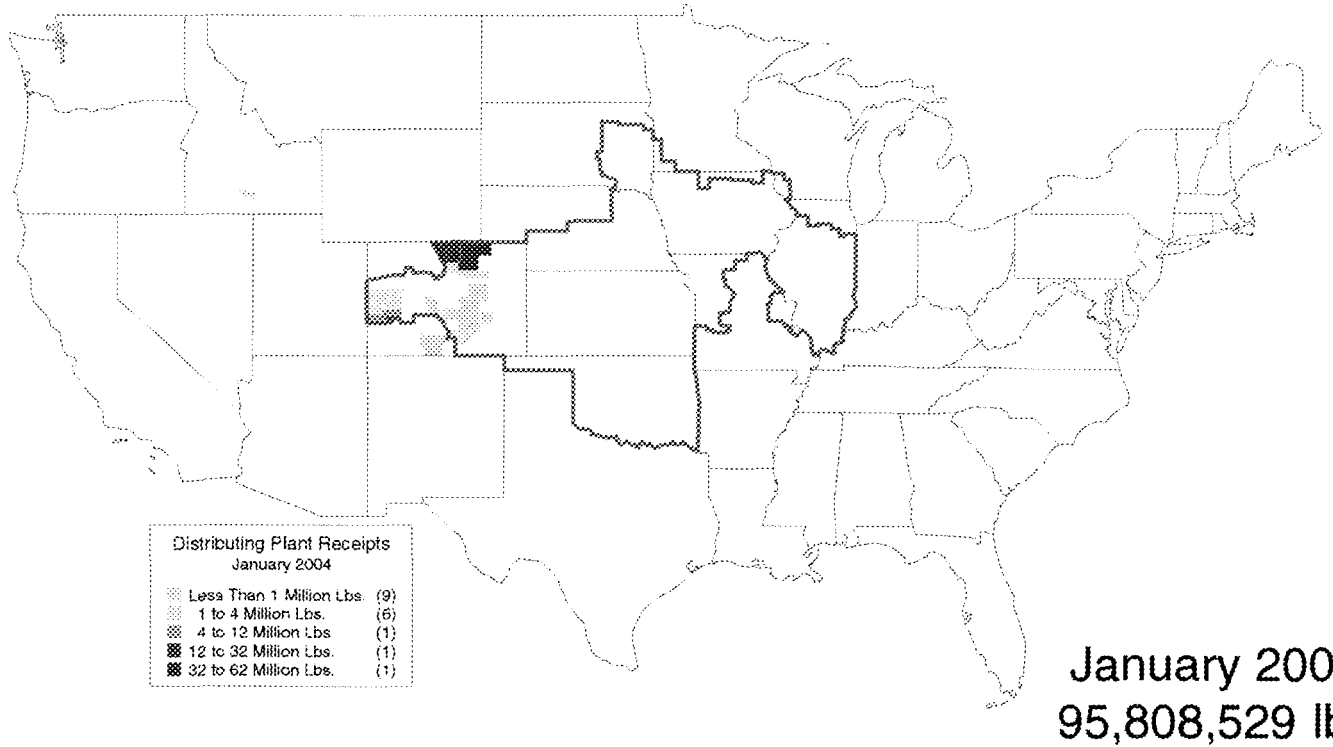 Distributing Plant Receipts
January 2004
Less Than 1 Million Lbs. (9)
1 to 4 Million Lbs. (6)
4 to 12 Million Lbs (1)
12 to 32 Million Lbs. (1)
32 to 62 Million Lbs. (1)
January 200
95,808,529 lb